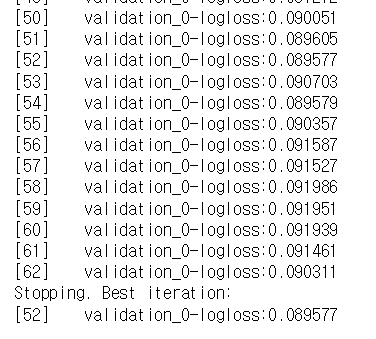 [50] validation_0-logloss:0.090051
[51] validation_0-logloss:0.089605
[52] validation_0-logloss:0.089577
[53] validation_0-logloss:0.090703
[54] validation_0-logloss:0.089579
[55] validation_0-logloss:0.090357
[56] validation_0-logloss:0.091587
[57] validation_0-logloss:0.091527
[58] validation_0-logloss:0.091986
[59] validation_0-logloss:0.091951
[60] validation_0-logloss:0.091939
[61] validation_0-logloss:0.091461
[62] validation_0-logloss:0.090311
Stopping. Best iteration:
[52] validation_0-logloss:0.089577